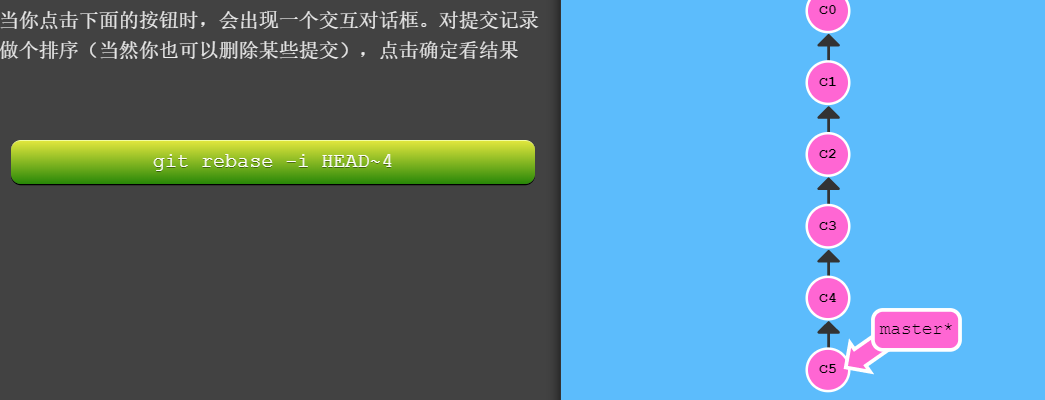 当你点击下面的按钮时，会出现一个交互对话框。对提交记录
做个排序（当然你也可以删除某些提交），点击确定看结果
git rebase -i HEAD~4
C0
C1
C2
C3
C4
master*
C5